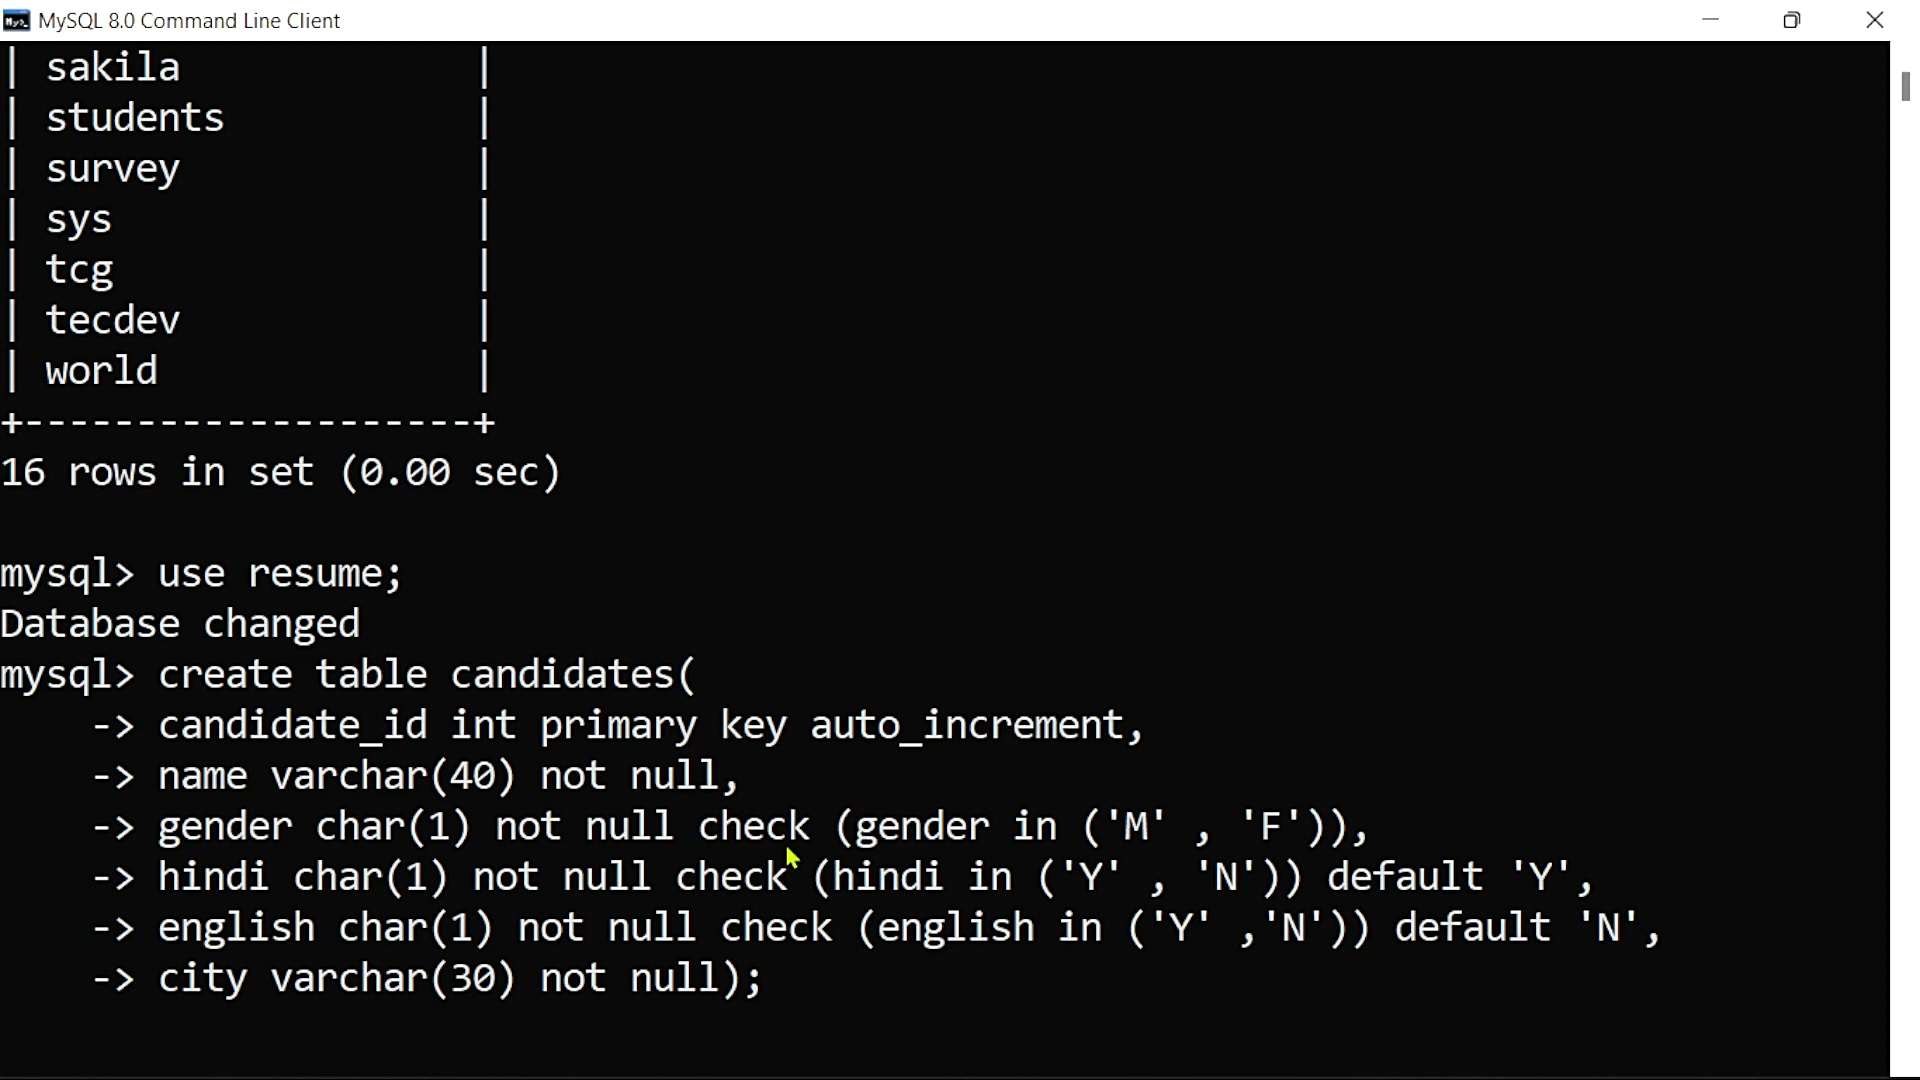 MySQL 8.0 Command Line Client
| sakila             |
| students           |
| survey             |
| sys                |
| tcg                |
| tecdev             |
| world              |
+--------------------+
16 rows in set (0.00 sec)

mysql> use resume;
Database changed
mysql> create table candidates(
    -> candidate_id int primary key auto_increment,
    -> name varchar(40) not null,
    -> gender char(1) not null check (gender in ('M' , 'F')),
    -> hindi char(1) not null check (hindi in ('Y' , 'N')) default 'Y',
    -> english char(1) not null check (english in ('Y' ,'N')) default 'N',
    -> city varchar(30) not null);